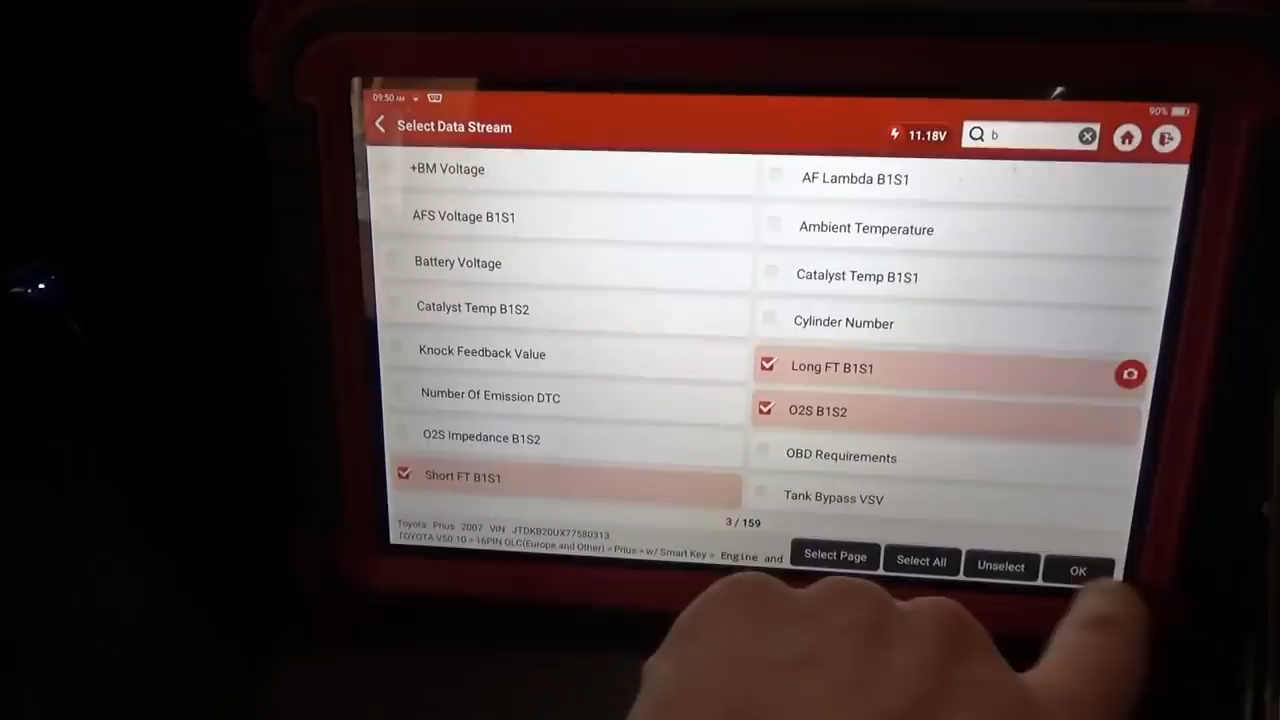 09:50 AM
90%
Select Data Stream
11.18V
b
+BM Voltage
AF Lambda B1S1
AFS Voltage B1S1
Ambient Temperature
Battery Voltage
Catalyst Temp B1S1
Catalyst Temp B1S2
Cylinder Number
Knock Feedback Value
Long FT B1S1
Number Of Emission DTC
O2S B1S2
O2S Impedance B1S2
OBD Requirements
Short FT B1S1
Tank Bypass VSV
3 / 159
Toyota Prius 2007 VIN JTDKB20UX77580313
TOYOTA V50.10 > 16PIN DLC(Europe and Other) > Prius > w/ Smart Key > Engine and
Select Page
Select All
Unselect
OK